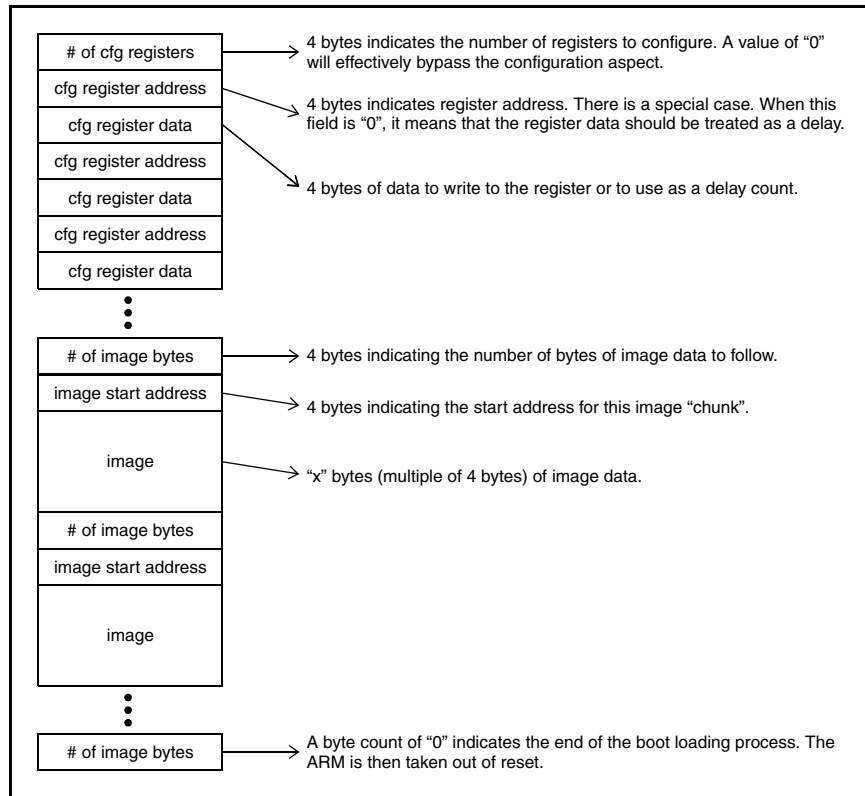 # of cfg registers
4 bytes indicates the number of registers to configure. A value of “0”
will effectively bypass the configuration aspect.
cfg register address
4 bytes indicates register address. There is a special case. When this
field is “0”, it means that the register data should be treated as a delay.
cfg register data
4 bytes of data to write to the register or to use as a delay count.
cfg register address
cfg register data
cfg register address
cfg register data
# of image bytes
4 bytes indicating the number of bytes of image data to follow.
image start address
4 bytes indicating the start address for this image “chunk”.
image
“x” bytes (multiple of 4 bytes) of image data.
# of image bytes
image start address
image
# of image bytes
A byte count of “0” indicates the end of the boot loading process. The
ARM is then taken out of reset.